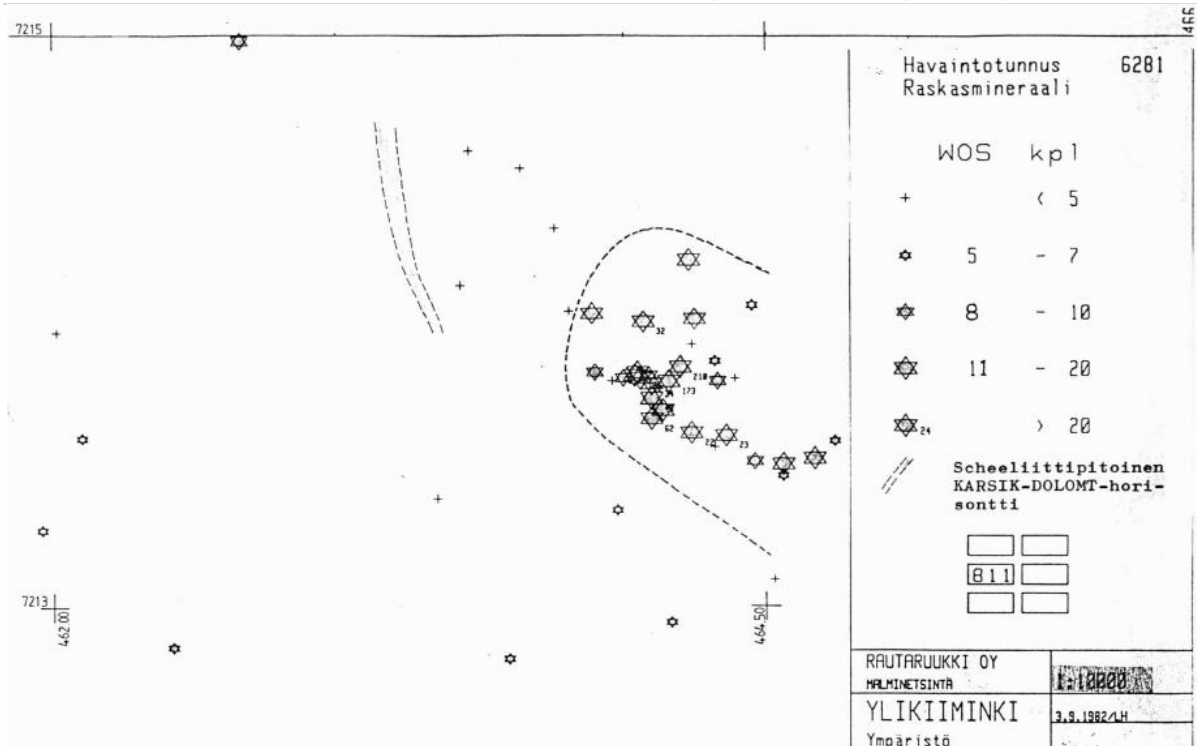 7215
466
Havaintotunnus 6281
Raskasmineraali
WOS kpl
< 5
5 - 7
8 - 10
11 - 20
24 > 20
Scheeliittipitoinen
KARSIK-DOLOMT-hori-
sontti
811
32
210
173
62
22
23
7213
462.00
464.50
RAUTARUUKKI OY
MALMINETSINTÄ
1:10000
YLIKIIMINKI
3.9.1982/LH
Ympäristö